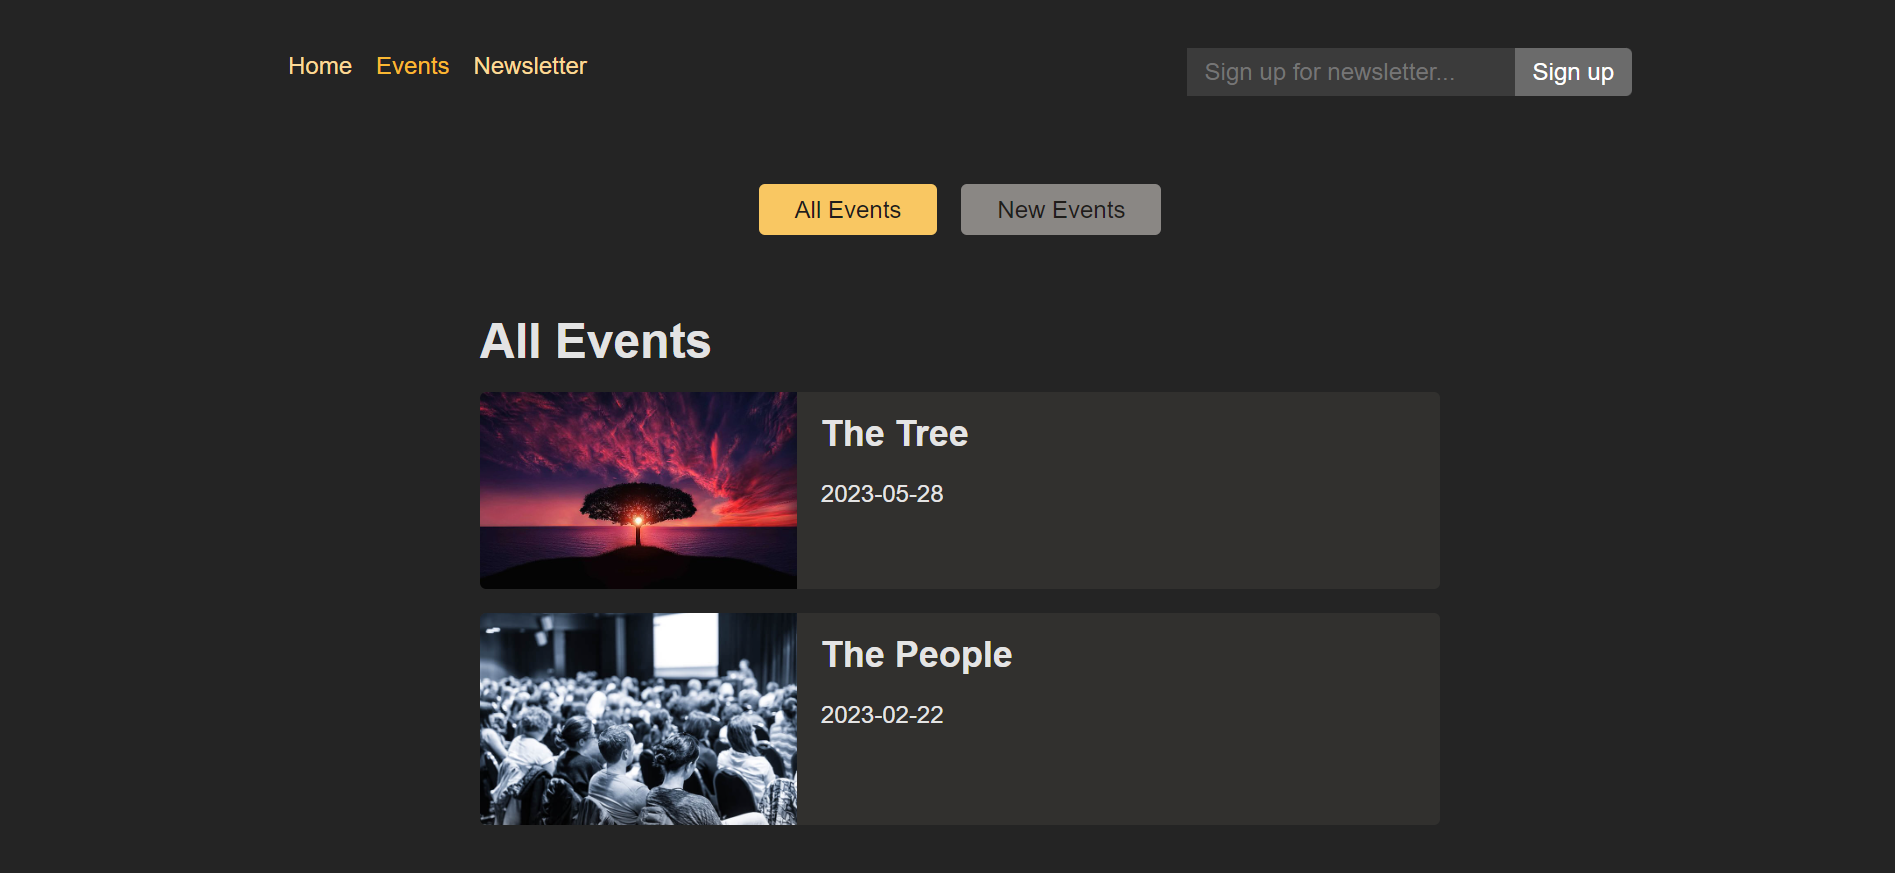 Home Events Newsletter
Sign up for newsletter... Sign up
All Events New Events
All Events
The Tree
2023-05-28
The People
2023-02-22